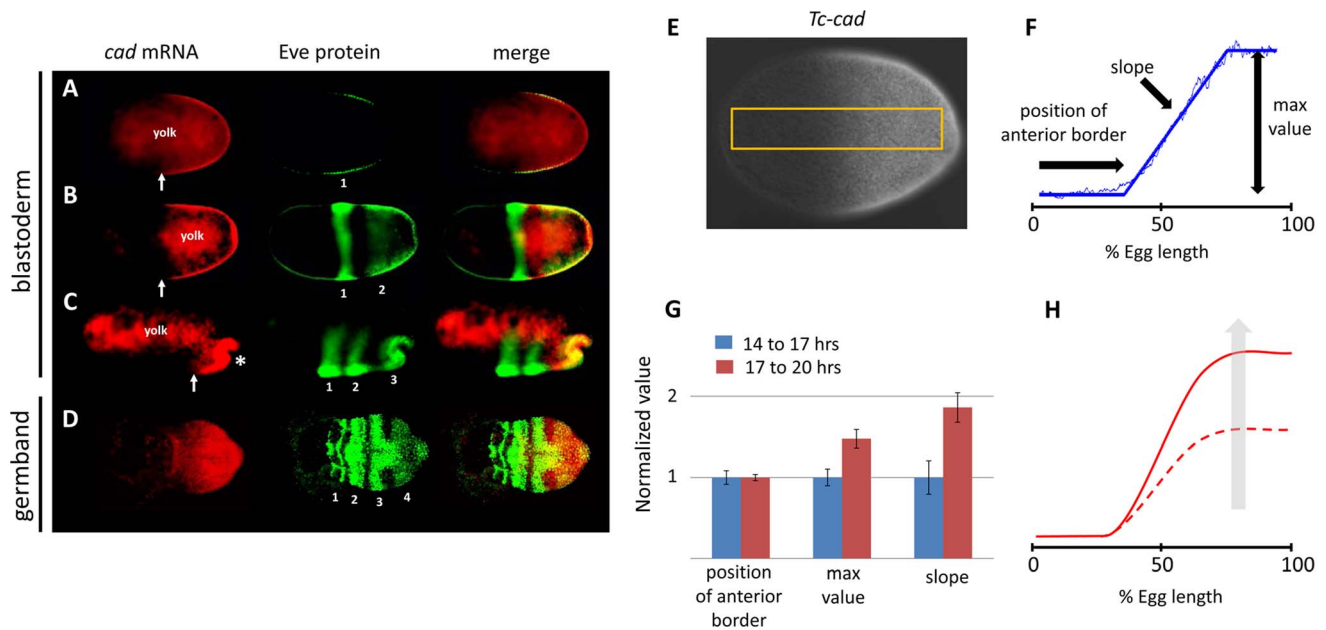 cad mRNA
Eve protein
merge
blastoderm
germband
A
yolk
1
B
yolk
1 2
C
yolk
*
1 2 3
D
1 2 3 4
E
Tc-cad
F
slope
position of
anterior border
max
value
0 50 100
% Egg length
G
14 to 17 hrs
17 to 20 hrs
Normalized value
2
1
0
position
of anterior
border
max
value
slope
H
0 50 100
% Egg length